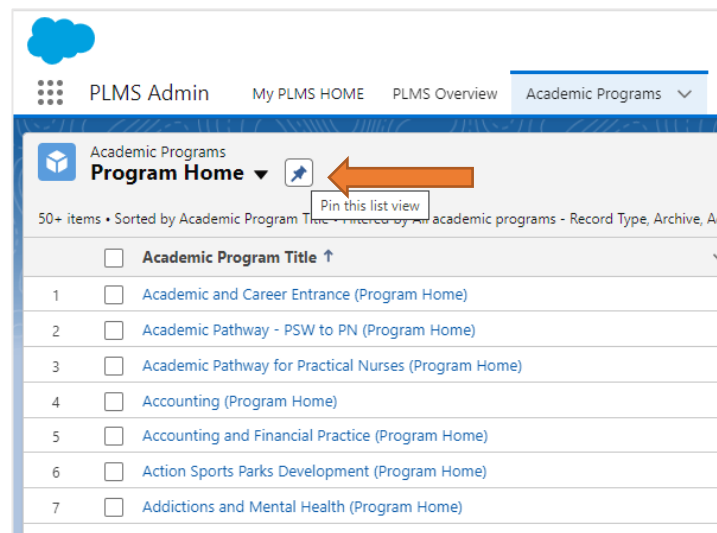 PLMS Admin My PLMS HOME PLMS Overview Academic Programs
Academic Programs
Program Home
Pin this list view
50+ items • Sorted by Academic Program Title • Filtered by All academic programs - Record Type, Archive, A
Academic Program Title ↑
1 Academic and Career Entrance (Program Home)
2 Academic Pathway - PSW to PN (Program Home)
3 Academic Pathway for Practical Nurses (Program Home)
4 Accounting (Program Home)
5 Accounting and Financial Practice (Program Home)
6 Action Sports Parks Development (Program Home)
7 Addictions and Mental Health (Program Home)